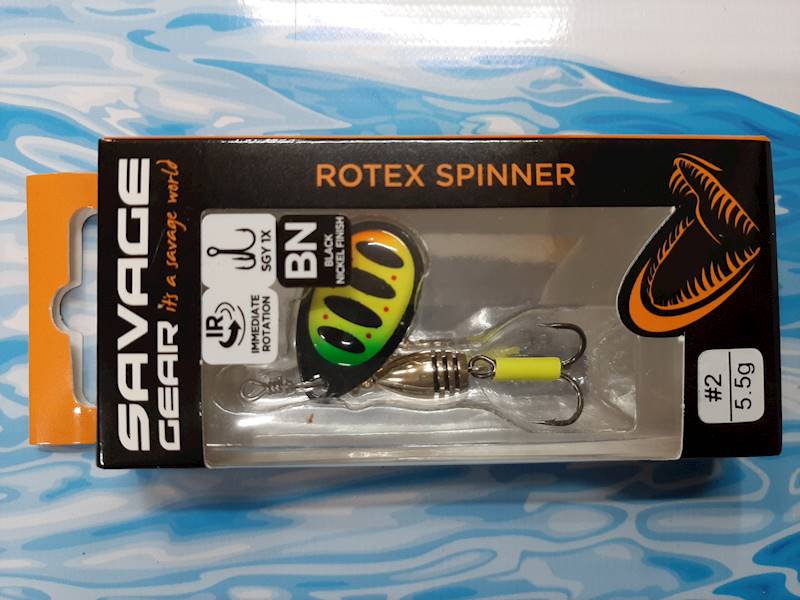 ROTEX SPINNER
SAVAGE
GEAR it's a savage world
SGY 1X
BN
BLACK
NICKEL FINISH
IR
IMMEDIATE
ROTATION
#2
5.5g